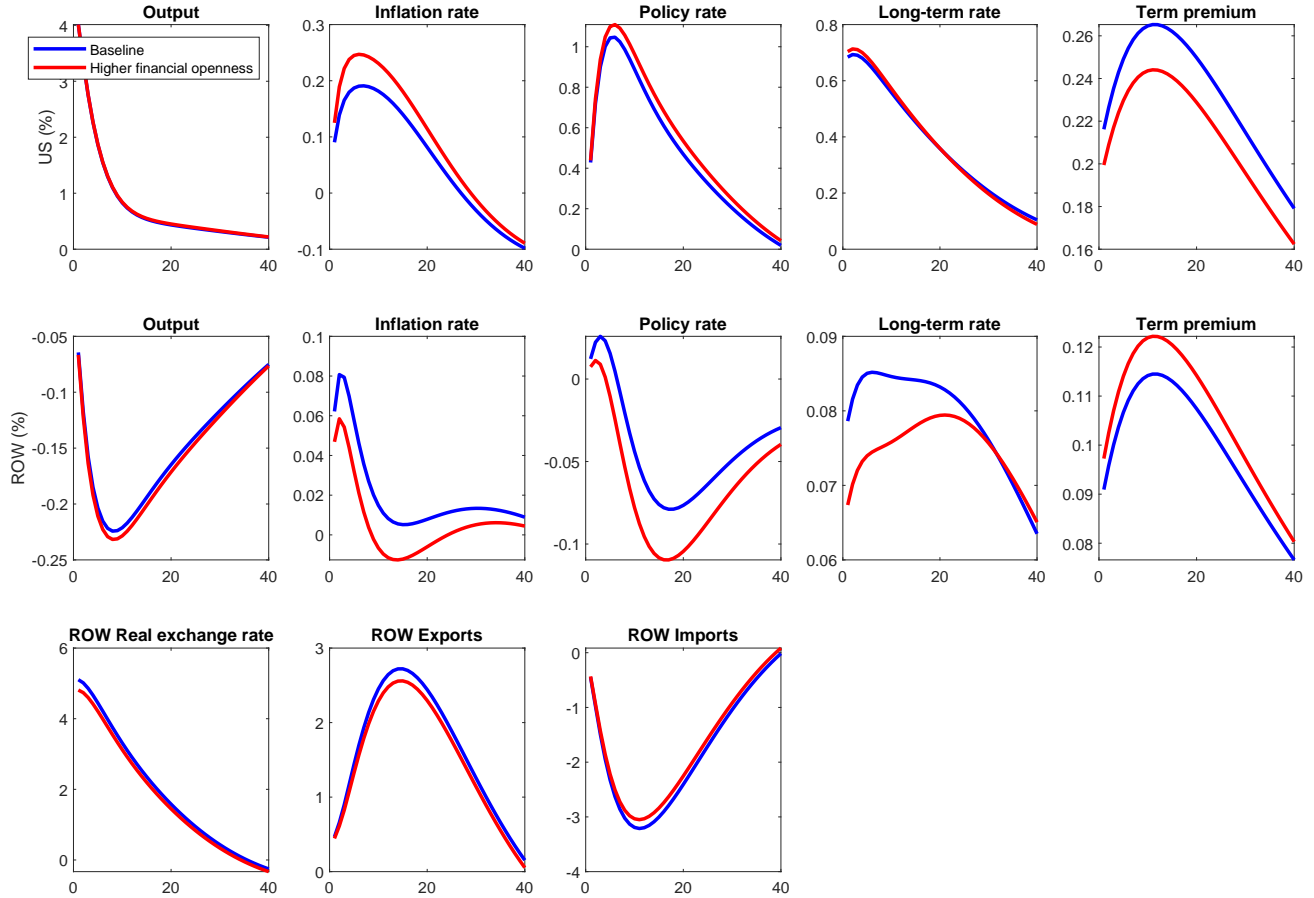 Output
Inflation rate
Policy rate
Long-term rate
Term premium
US (%)
Baseline
Higher financial openness
4
3
2
1
0
0 20 40
0.3
0.2
0.1
0
-0.1
0 20 40
1
0.8
0.6
0.4
0.2
0
0 20 40
0.8
0.6
0.4
0.2
0
0 20 40
0.26
0.24
0.22
0.2
0.18
0.16
0 20 40
Output
Inflation rate
Policy rate
Long-term rate
Term premium
ROW (%)
-0.05
-0.1
-0.15
-0.2
-0.25
0 20 40
0.1
0.08
0.06
0.04
0.02
0
0 20 40
0
-0.05
-0.1
0 20 40
0.09
0.08
0.07
0.06
0 20 40
0.12
0.11
0.1
0.09
0.08
0 20 40
ROW Real exchange rate
ROW Exports
ROW Imports
6
4
2
0
0 20 40
3
2
1
0
0 20 40
0
-1
-2
-3
-4
0 20 40